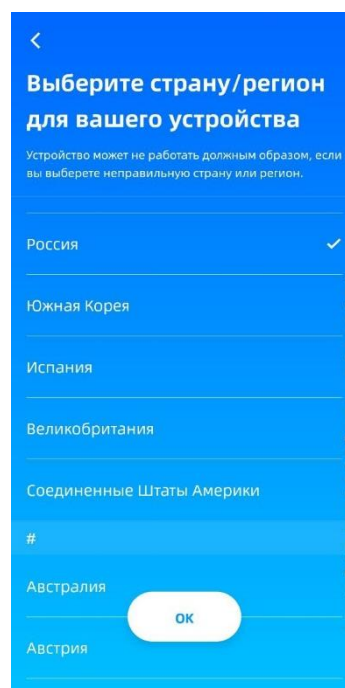 Выберите страну/регион
для вашего устройства
Устройство может не работать должным образом, если
вы выберете неправильную страну или регион.
Россия
Южная Корея
Испания
Великобритания
Соединенные Штаты Америки
#
Австралия
ОК
Австрия